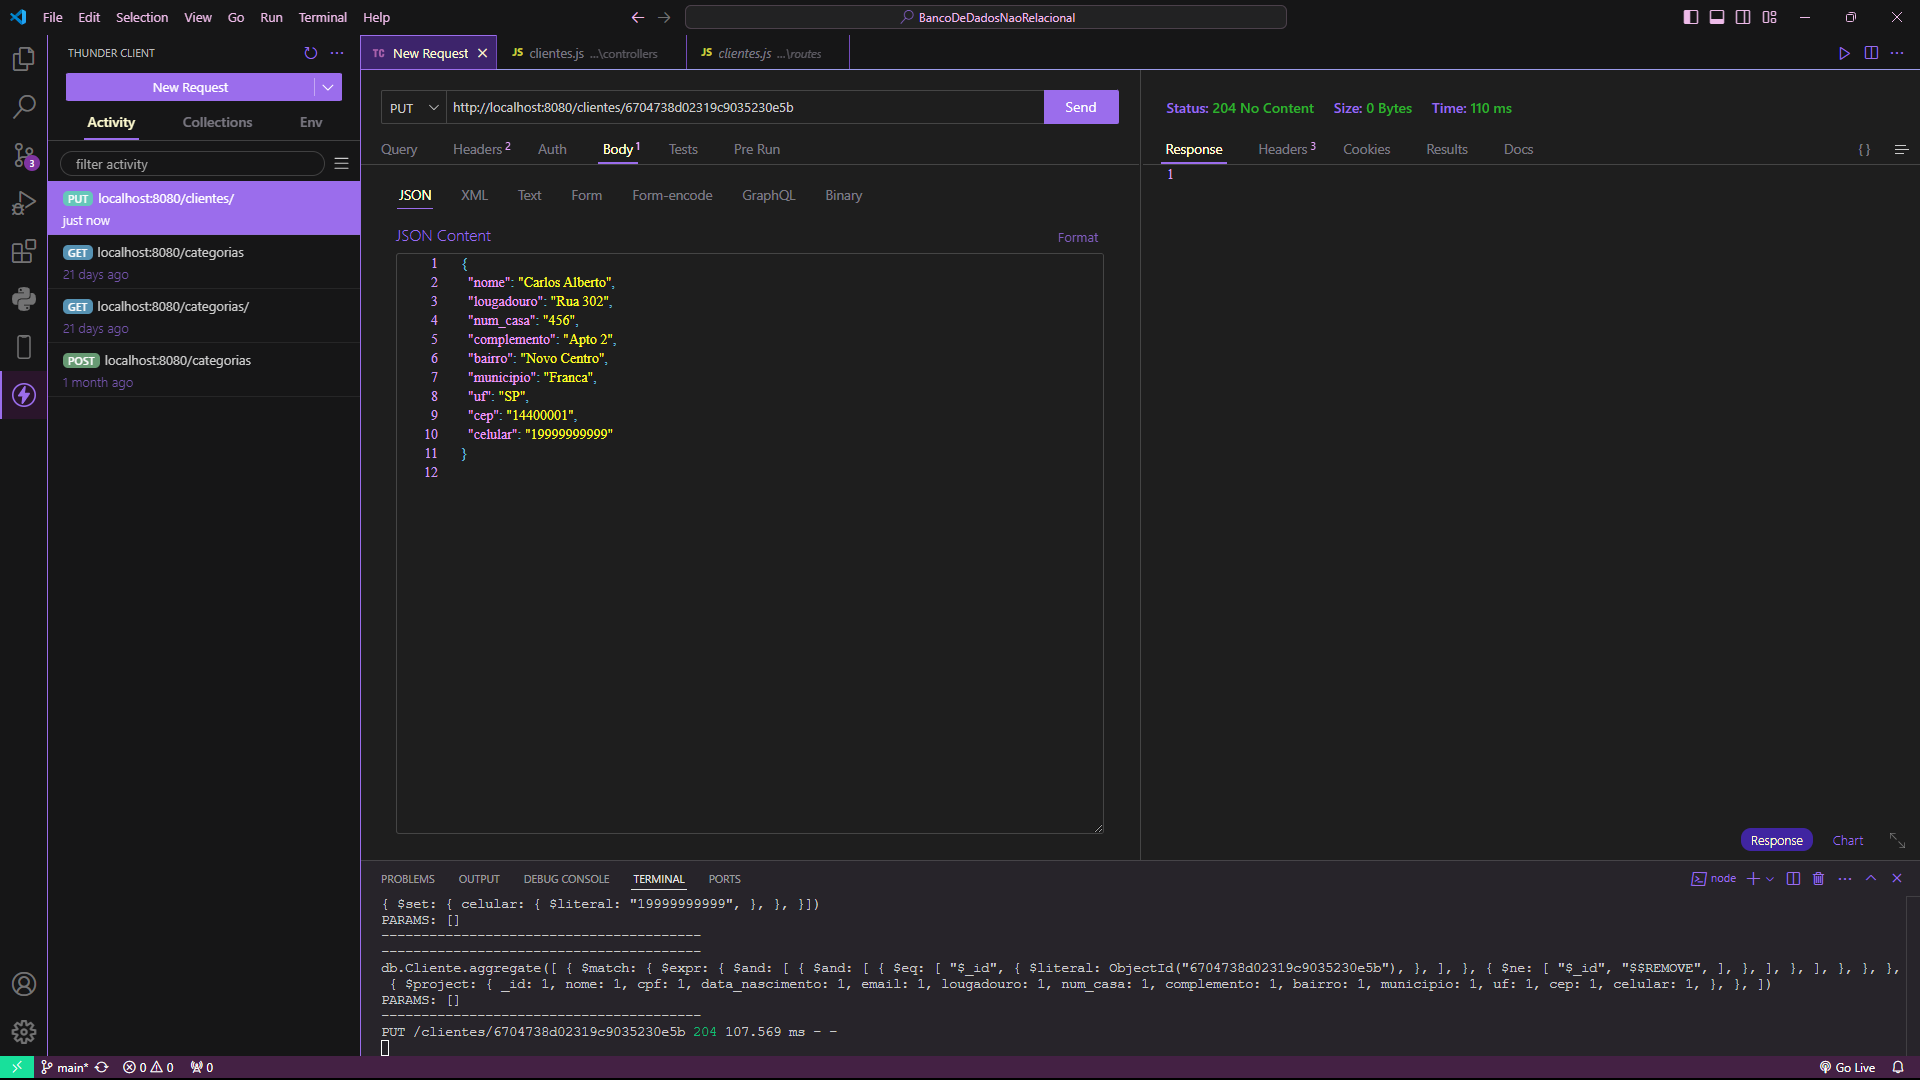 File Edit Selection View Go Run Terminal Help
BancoDeDadosNaoRelacional
THUNDER CLIENT
New Request
Activity Collections Env
filter activity
PUT localhost:8080/clientes/
just now
GET localhost:8080/categorias
21 days ago
GET localhost:8080/categorias/
21 days ago
POST localhost:8080/categorias
1 month ago
3
TC New Request
JS clientes.js ...\controllers
JS clientes.js ...\routes
PUT http://localhost:8080/clientes/6704738d02319c9035230e5b Send
Query Headers 2 Auth Body 1 Tests Pre Run
JSON XML Text Form Form-encode GraphQL Binary
JSON Content Format
1 {
2 "nome": "Carlos Alberto",
3 "lougadouro": "Rua 302",
4 "num_casa": "456",
5 "complemento": "Apto 2",
6 "bairro": "Novo Centro",
7 "municipio": "Franca",
8 "uf": "SP",
9 "cep": "14400001",
10 "celular": "19999999999"
11 }
12
Status: 204 No Content Size: 0 Bytes Time: 110 ms
Response Headers 3 Cookies Results Docs {}
1
Response Chart
PROBLEMS OUTPUT DEBUG CONSOLE TERMINAL PORTS
node
{ $set: { celular: { $literal: "19999999999", }, }, }])
PARAMS: []
----------------------------------------
----------------------------------------
db.Cliente.aggregate([ { $match: { $expr: { $and: [ { $and: [ { $eq: [ "$_id", { $literal: ObjectId("6704738d02319c9035230e5b"), }, ], }, { $ne: [ "$_id", "$$REMOVE", ], }, ], }, ], }, }, },
{ $project: { _id: 1, nome: 1, cpf: 1, data_nascimento: 1, email: 1, lougadouro: 1, num_casa: 1, complemento: 1, bairro: 1, municipio: 1, uf: 1, cep: 1, celular: 1, }, }, ])
PARAMS: []
----------------------------------------
PUT /clientes/6704738d02319c9035230e5b 204 107.569 ms - -
main* 0 0 0 Go Live